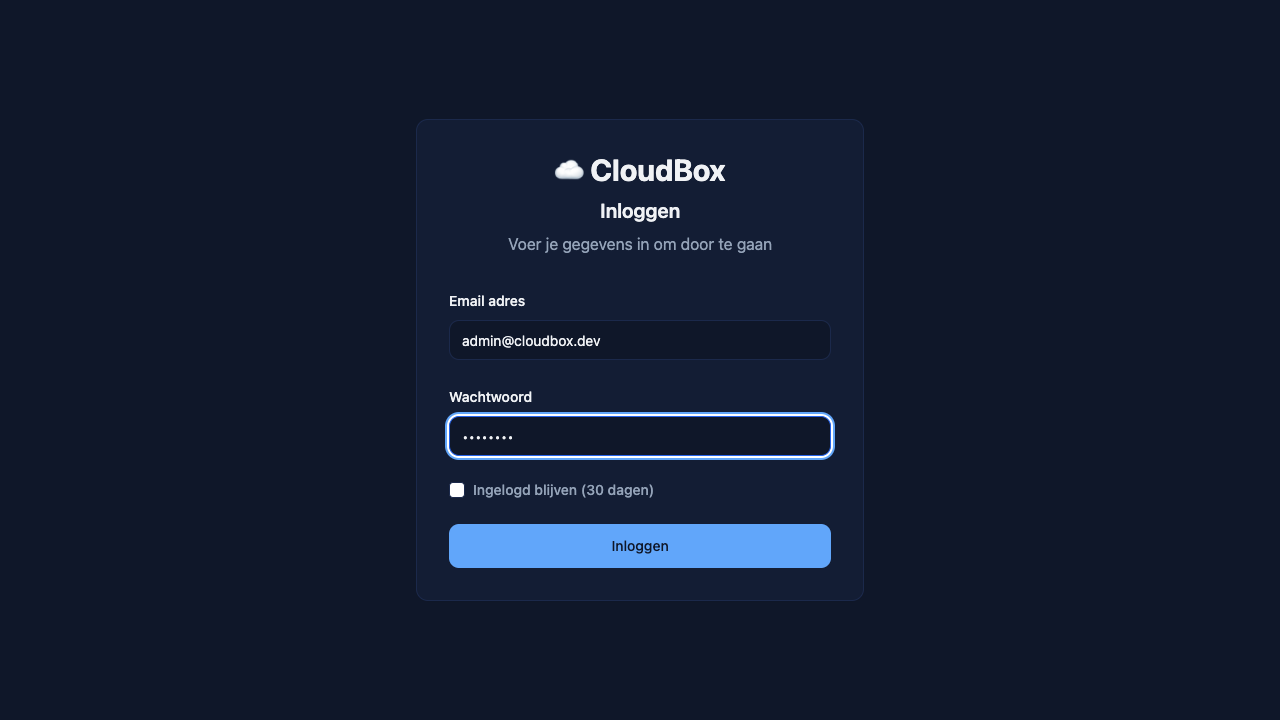 CloudBox
Inloggen
Voer je gegevens in om door te gaan
Email adres
admin@cloudbox.dev
Wachtwoord
••••••••
Ingelogd blijven (30 dagen)
Inloggen